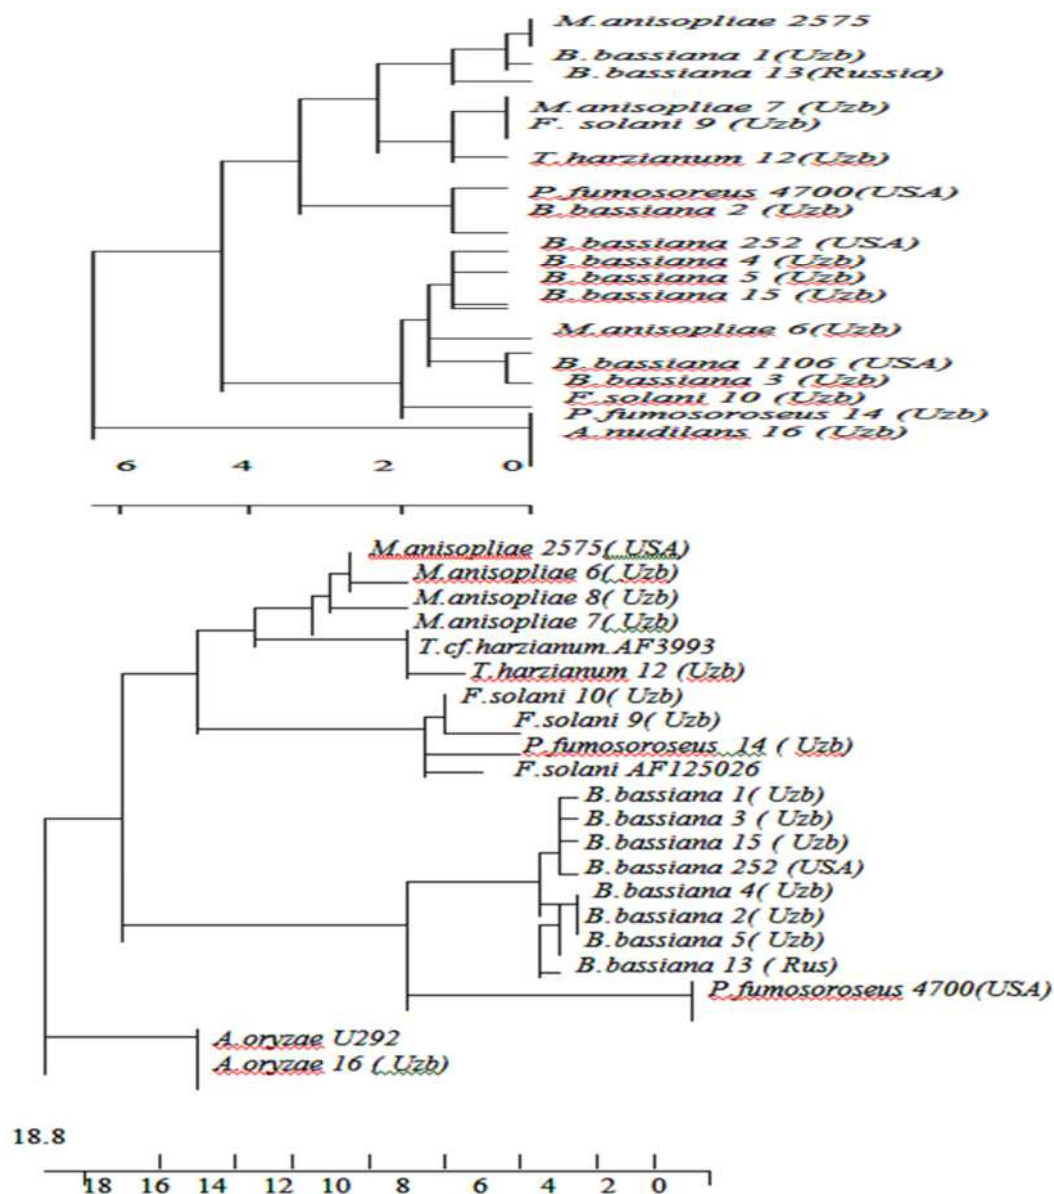 M.anisopliae 2575
B.bassiana 1(Uzb)
B.bassiana 13(Russia)
M.anisopliae 7 (Uzb)
F. solani 9 (Uzb)
T.harzianum 12(Uzb)
P.fumosoreus 4700(USA)
B.bassiana 2 (Uzb)
B.bassiana 252 (USA)
B.bassiana 4 (Uzb)
B.bassiana 5 (Uzb)
B.bassiana 15 (Uzb)
M.anisopliae 6(Uzb)
B.bassiana 1106 (USA)
B.bassiana 3 (Uzb)
F.solani 10 (Uzb)
P.fumosoroseus 14 (Uzb)
A.nudilans 16 (Uzb)
6 4 2 0
M.anisopliae 2575( USA)
M.anisopliae 6( Uzb)
M.anisopliae 8( Uzb)
M.anisopliae 7( Uzb)
T.cf.harzianum.AF3993
T.harzianum 12 (Uzb)
F.solani 10( Uzb)
F.solani 9( Uzb)
P.fumosoroseus 14 ( Uzb)
F.solani AF125026
B.bassiana 1( Uzb)
B.bassiana 3 ( Uzb)
B.bassiana 15 ( Uzb)
B.bassiana 252 (USA)
B.bassiana 4( Uzb)
B.bassiana 2( Uzb)
B.bassiana 5( Uzb)
B.bassiana 13 ( Rus)
P.fumosoroseus 4700(USA)
A.oryzae U292
A.oryzae 16 ( Uzb)
18.8
18 16 14 12 10 8 6 4 2 0